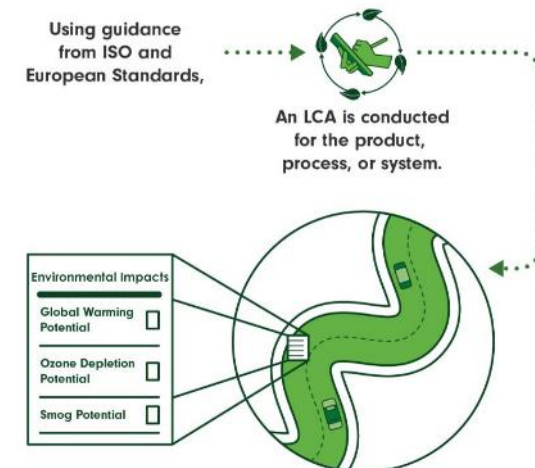 Using guidance
from ISO and
European Standards,
An LCA is conducted
for the product,
process, or system.
Environmental Impacts
Global Warming
Potential
Ozone Depletion
Potential
Smog Potential